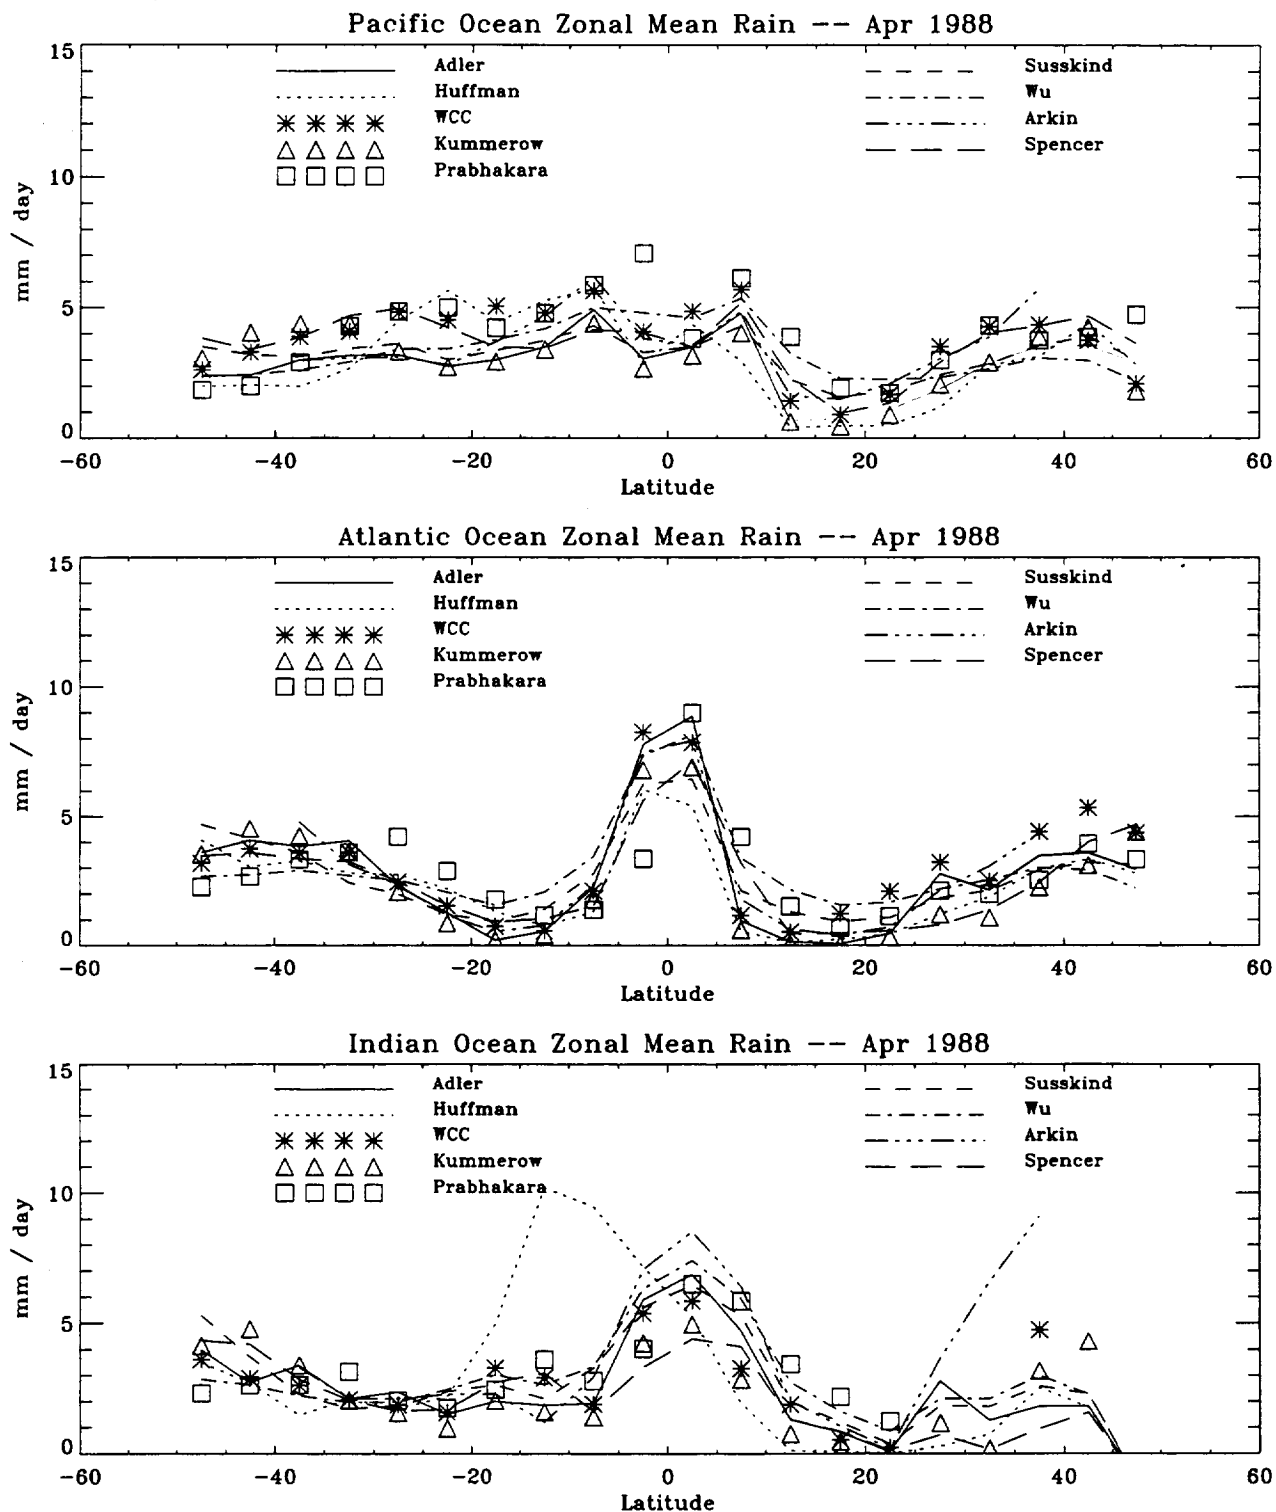 Pacific Ocean Zonal Mean Rain -- Apr 1988
15
10
5
0
mm / day
Adler
Huffman
WCC
Kummerow
Prabhakara
Susskind
Wu
Arkin
Spencer
-60 -40 -20 0 20 40 60
Latitude
Atlantic Ocean Zonal Mean Rain -- Apr 1988
15
10
5
0
mm / day
Adler
Huffman
WCC
Kummerow
Prabhakara
Susskind
Wu
Arkin
Spencer
-60 -40 -20 0 20 40 60
Latitude
Indian Ocean Zonal Mean Rain -- Apr 1988
15
10
5
0
mm / day
Adler
Huffman
WCC
Kummerow
Prabhakara
Susskind
Wu
Arkin
Spencer
-60 -40 -20 0 20 40 60
Latitude